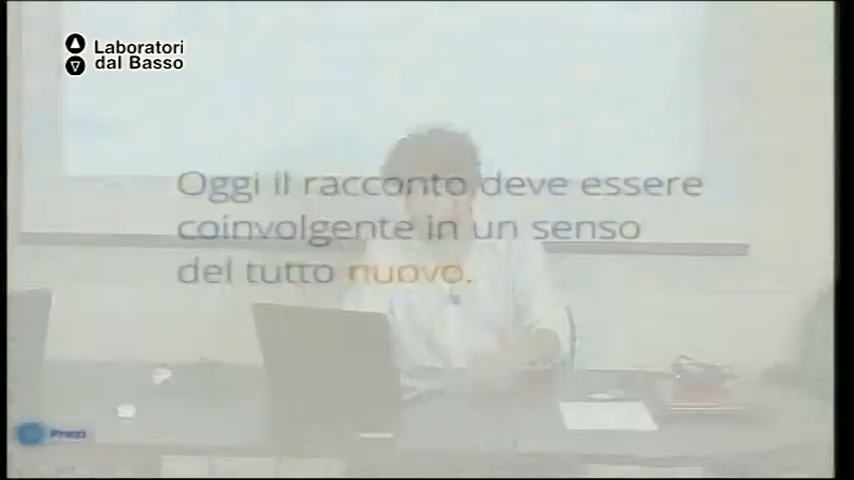 Laboratori
dal Basso
Oggi il racconto deve essere
coinvolgente in un senso
del tutto nuovo.
Prezi